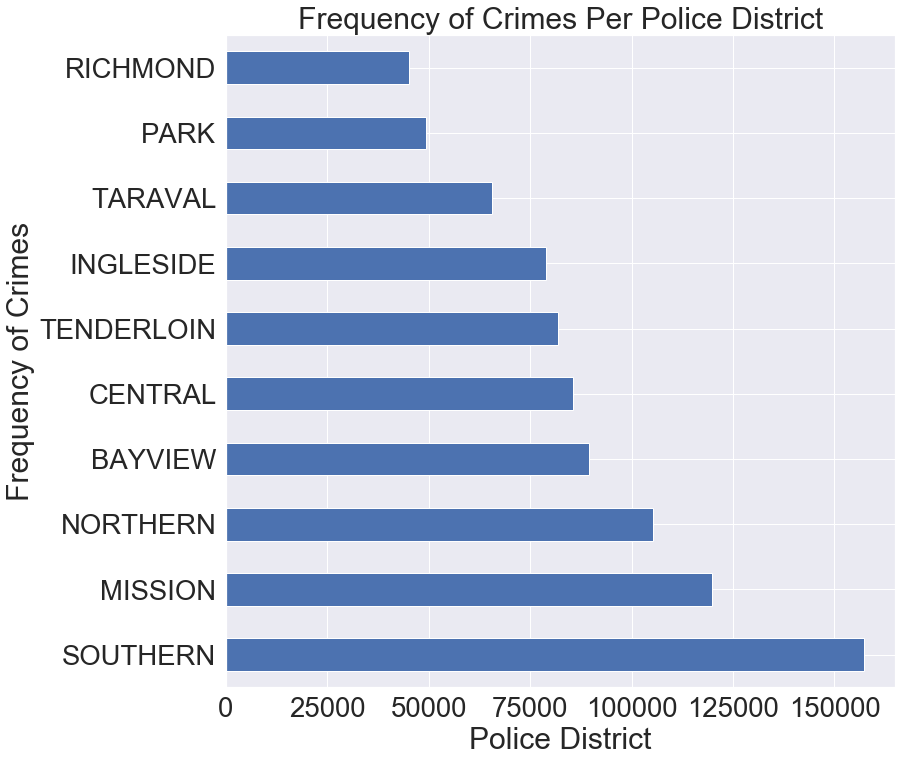 Frequency of Crimes Per Police District
Frequency of Crimes
RICHMOND
PARK
TARAVAL
INGLESIDE
TENDERLOIN
CENTRAL
BAYVIEW
NORTHERN
MISSION
SOUTHERN
0 25000 50000 75000 100000 125000 150000
Police District